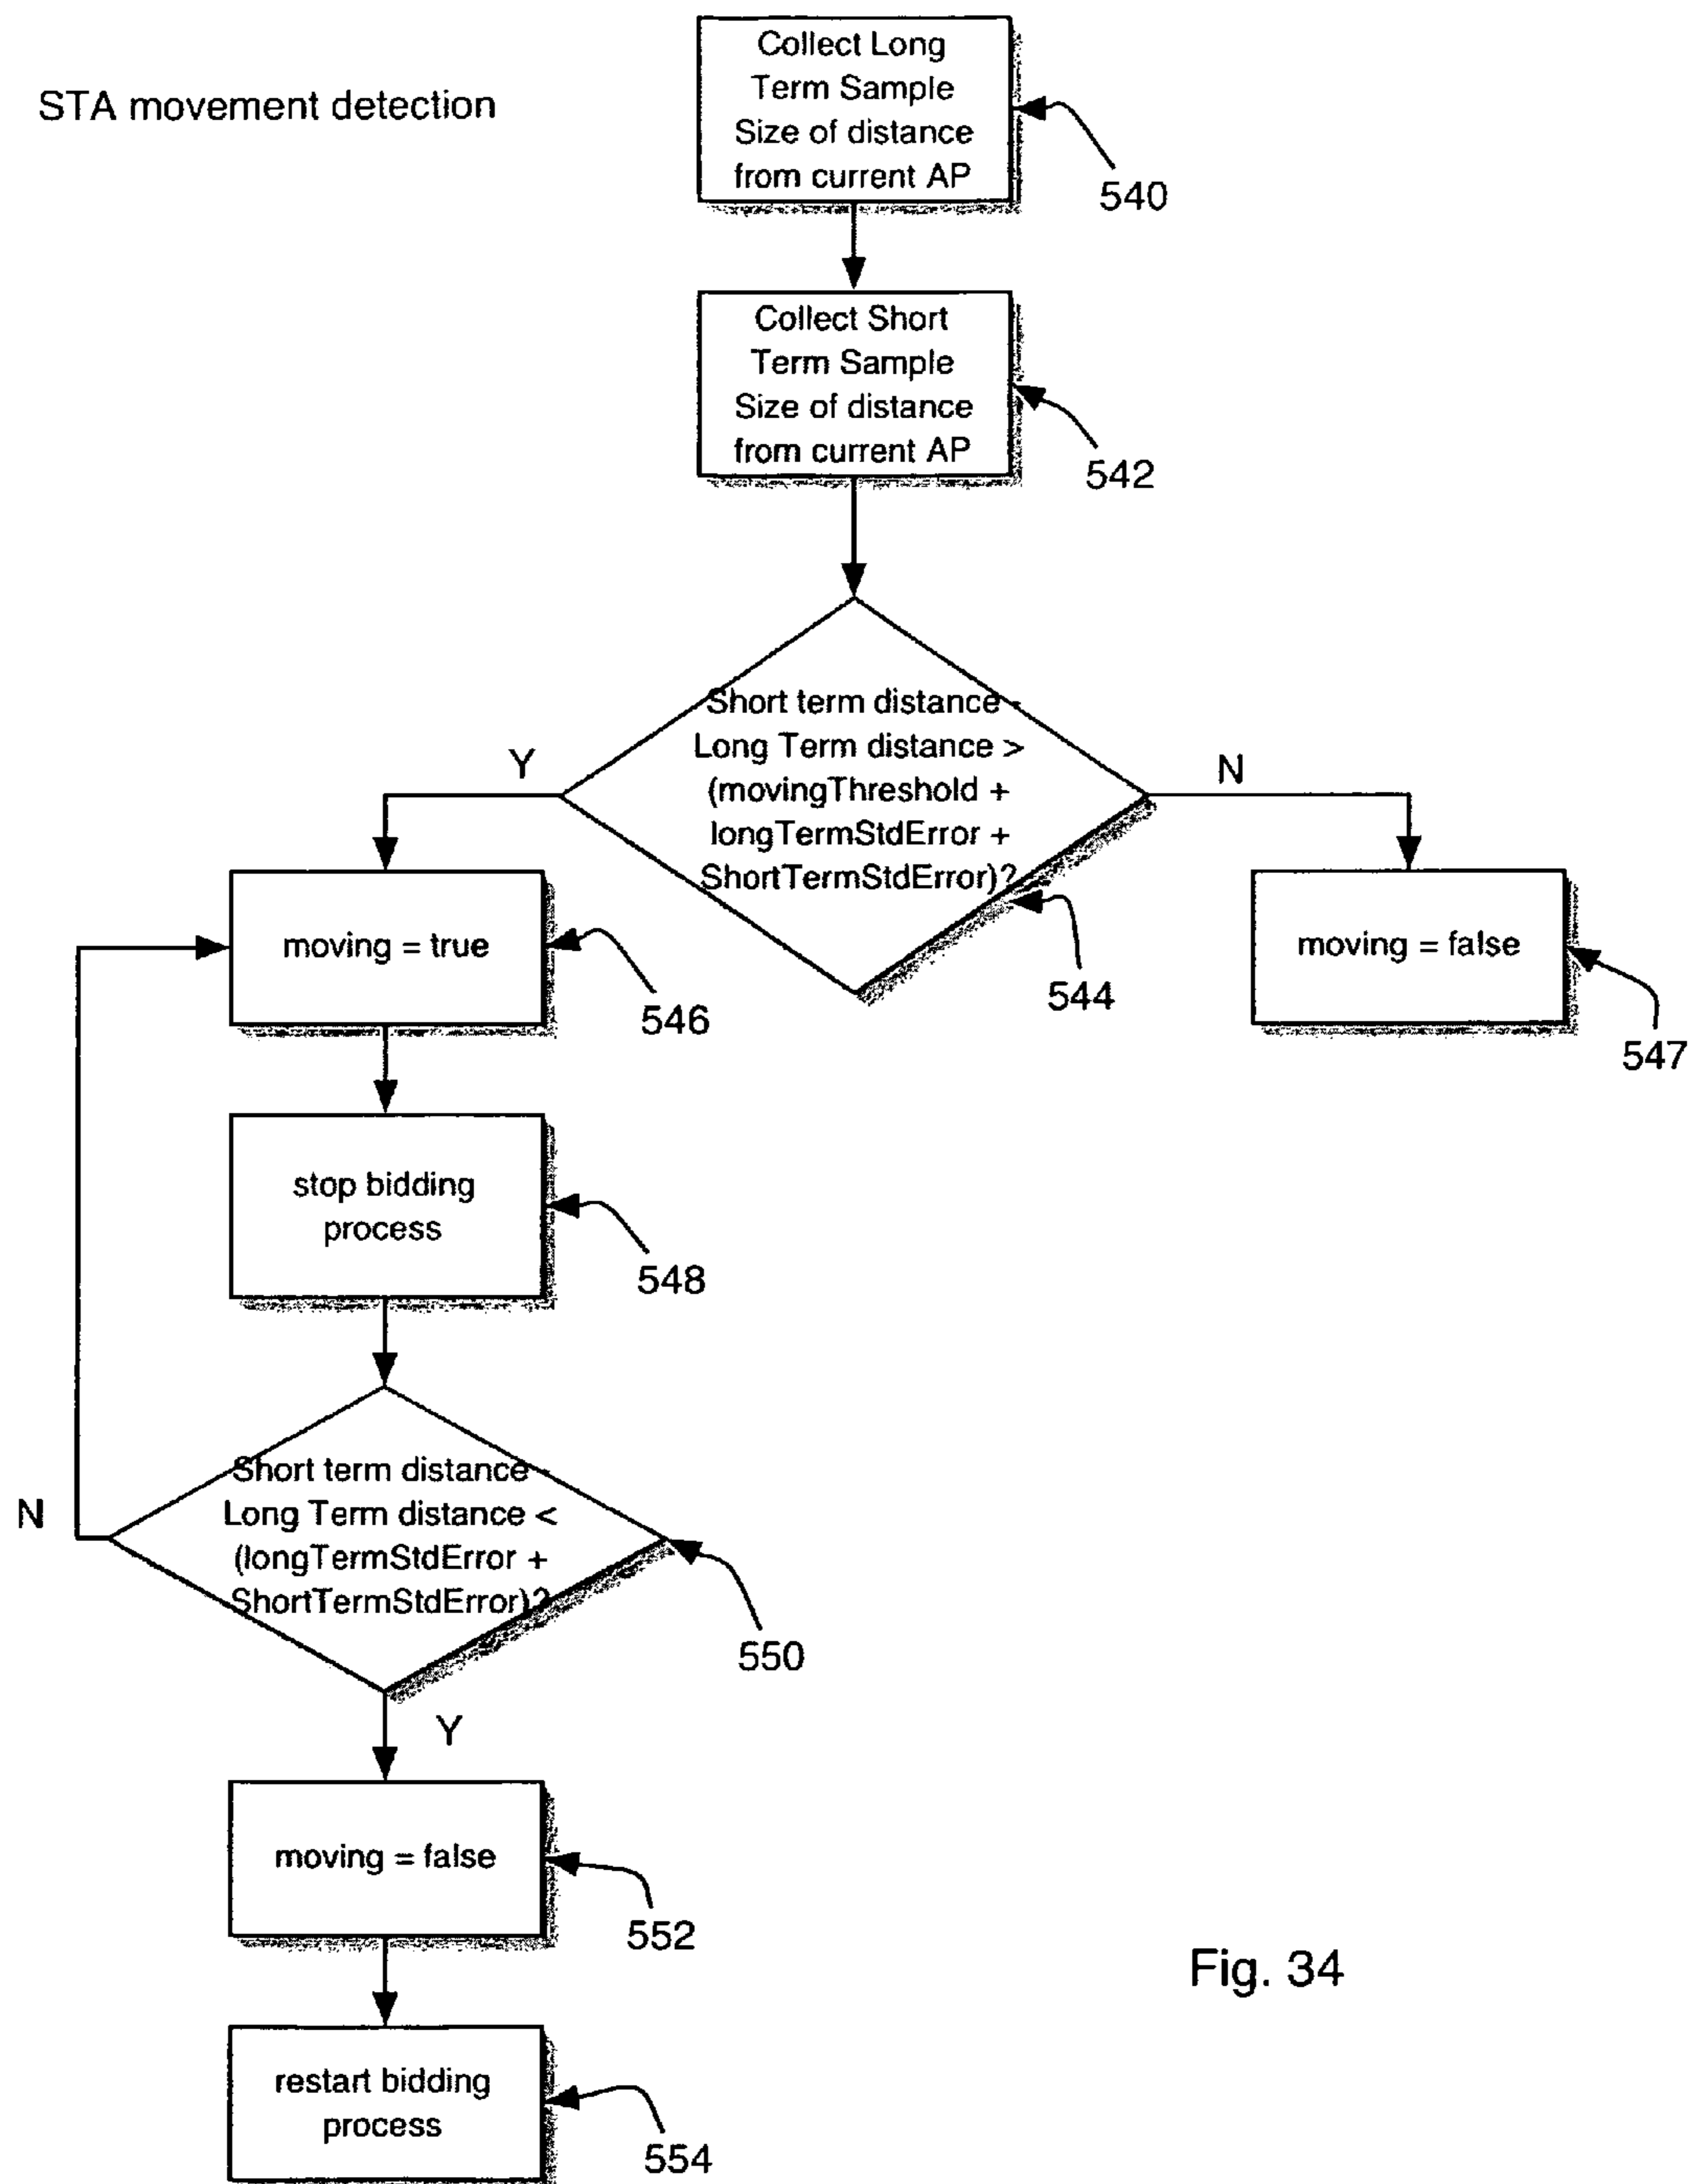 STA movement detection
Collect Long
Term Sample
Size of distance
from current AP
540
Collect Short
Term Sample
Size of distance
from current AP
542
Short term distance -
Long Term distance >
(movingThreshold +
longTermStdError +
ShortTermStdError)?
Y
N
544
moving = true
546
moving = false
547
stop bidding
process
548
Short term distance -
Long Term distance <
(longTermStdError +
ShortTermStdError)?
N
550
Y
moving = false
552
restart bidding
process
554
Fig. 34